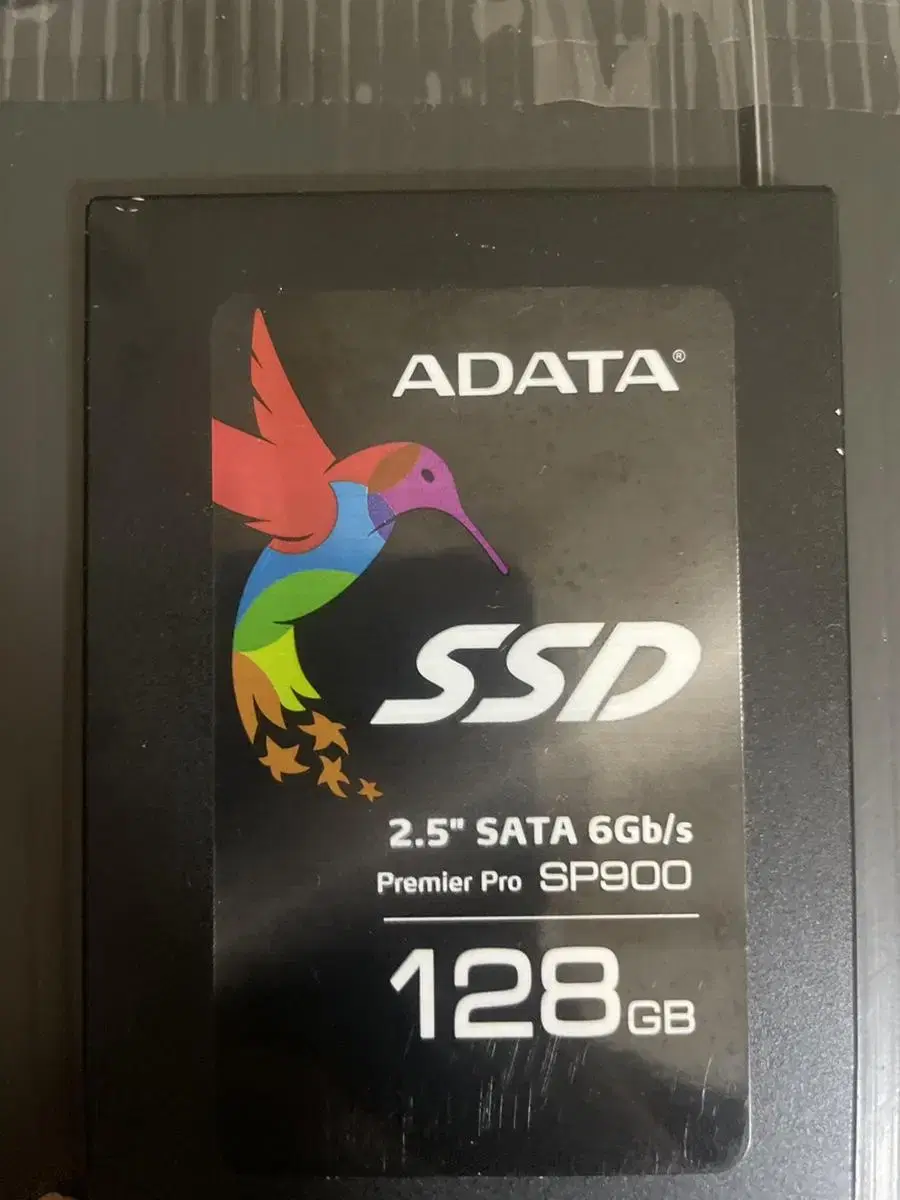 ADATA®
SSD
2.5" SATA 6Gb/s
Premier Pro SP900
128GB